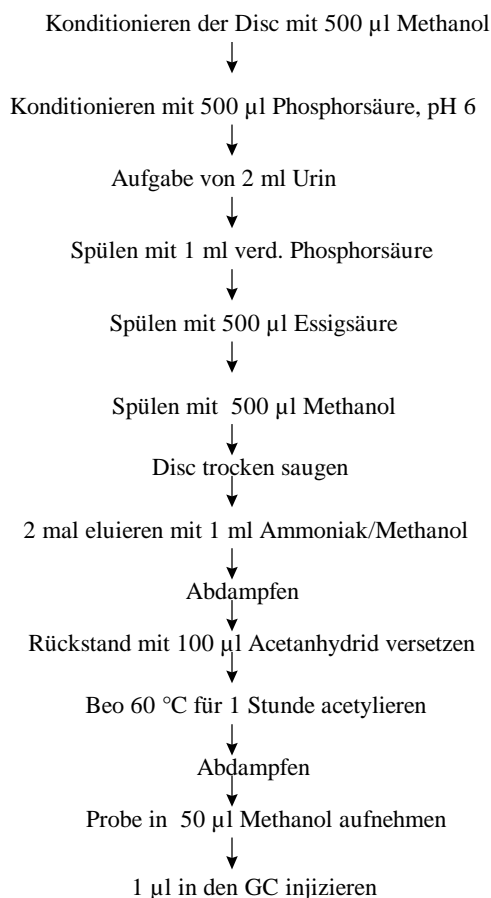 Konditionieren der Disc mit 500 µl Methanol
Konditionieren mit 500 µl Phosphorsäure, pH 6
Aufgabe von 2 ml Urin
Spülen mit 1 ml verd. Phosphorsäure
Spülen mit 500 µl Essigsäure
Spülen mit 500 µl Methanol
Disc trocken saugen
2 mal eluieren mit 1 ml Ammoniak/Methanol
Abdampfen
Rückstand mit 100 µl Acetanhydrid versetzen
Beo 60 °C für 1 Stunde acetylieren
Abdampfen
Probe in 50 µl Methanol aufnehmen
1 µl in den GC injizieren